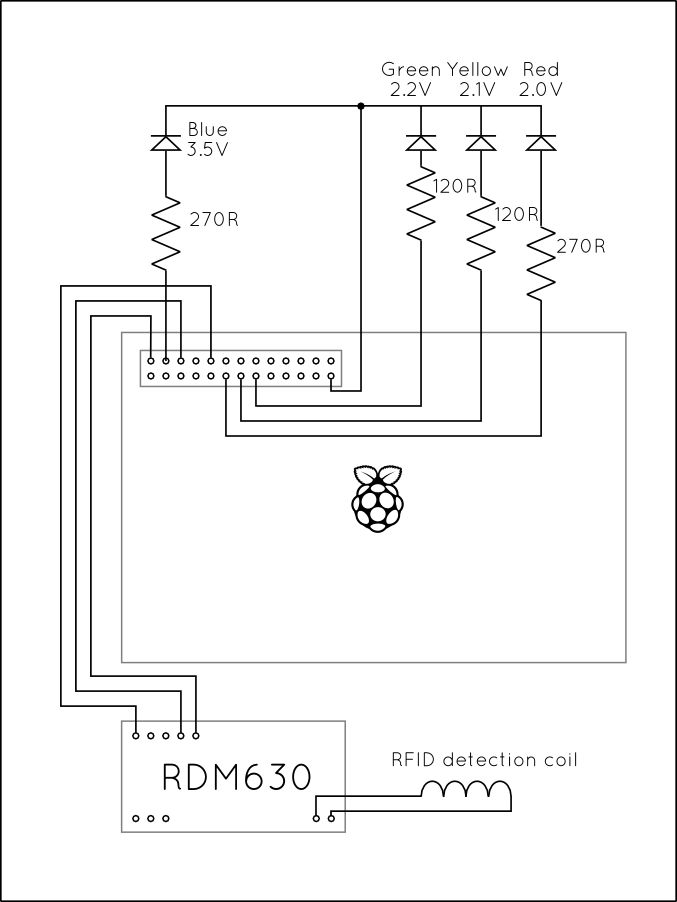 Green Yellow Red
2.2V 2.1V 2.0V
Blue
3.5V
120R
120R
270R
270R
RDM630
RFID detection coil